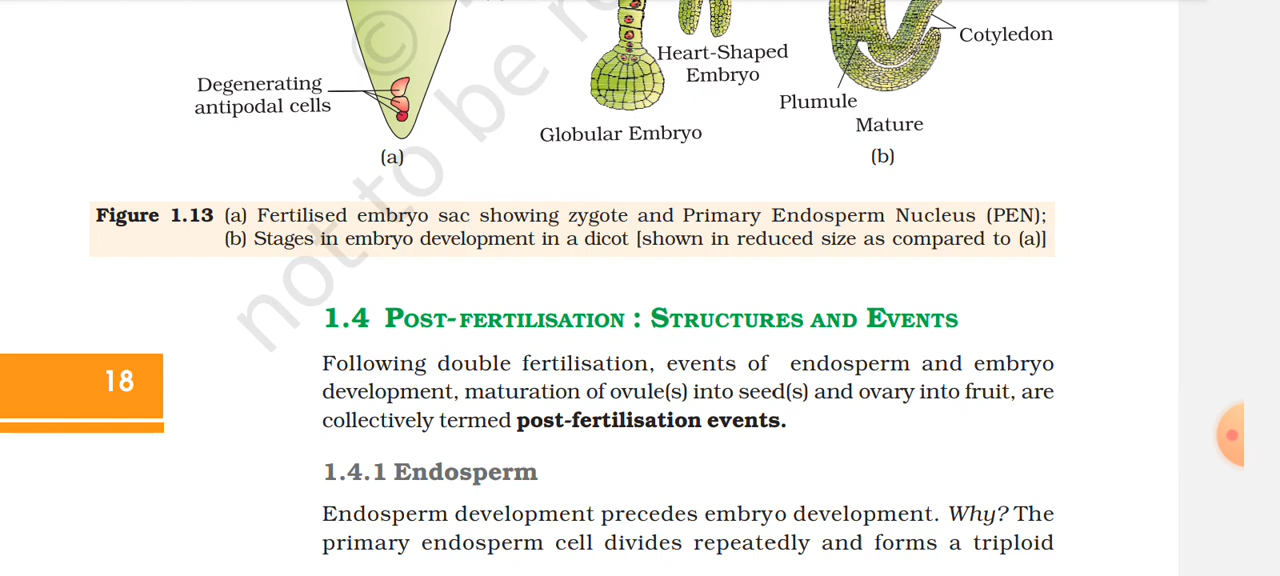 Cotyledon
Heart-Shaped
Embryo
Degenerating
antipodal cells
Plumule
Globular Embryo
Mature
(a)
(b)
© not to be r
Figure 1.13 (a) Fertilised embryo sac showing zygote and Primary Endosperm Nucleus (PEN);
(b) Stages in embryo development in a dicot [shown in reduced size as compared to (a)]
1.4 POST-FERTILISATION : STRUCTURES AND EVENTS
Following double fertilisation, events of endosperm and embryo
development, maturation of ovule(s) into seed(s) and ovary into fruit, are
collectively termed post-fertilisation events.
18
1.4.1 Endosperm
Endosperm development precedes embryo development. Why? The
primary endosperm cell divides repeatedly and forms a triploid